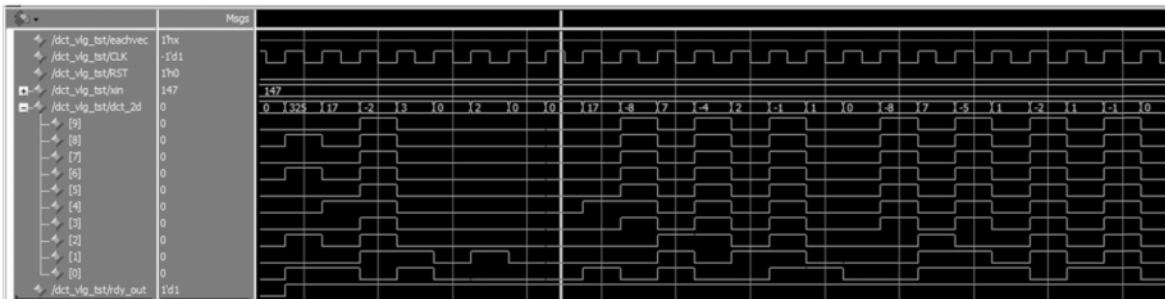 Msgs
/dct_vlg_tst/eachvec 1'hx
/dct_vlg_tst/CLK -1'd1
/dct_vlg_tst/RST 1'h0
/dct_vlg_tst/xin 147 147
/dct_vlg_tst/dct_2d 0 0 325 17 -2 3 0 2 0 0 17 -8 7 -4 2 -1 1 0 -8 7 -5 1 -2 1 -1 0
[9] 0
[8] 0
[7] 0
[6] 0
[5] 0
[4] 0
[3] 0
[2] 0
[1] 0
[0] 0
/dct_vlg_tst/rdy_out 1'd1